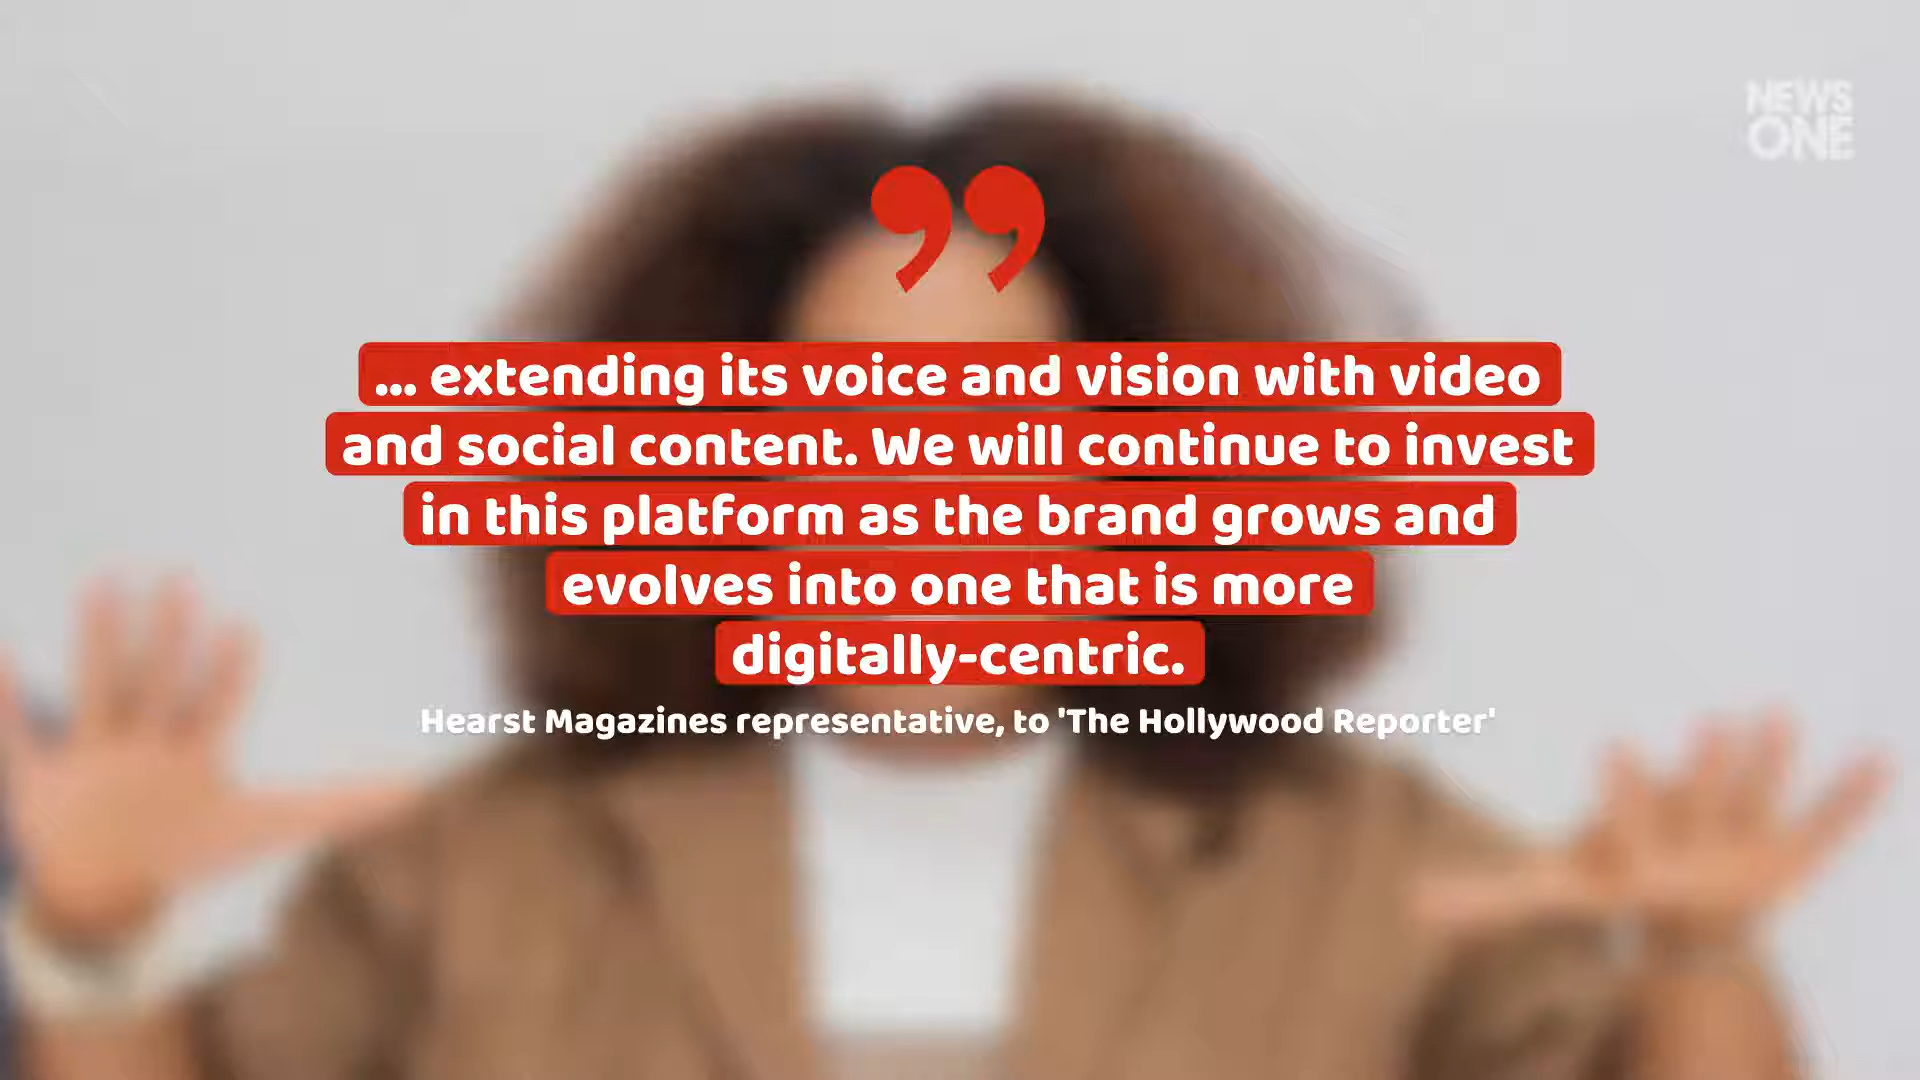 NEWS
ONE
... extending its voice and vision with video
and social content. We will continue to invest
in this platform as the brand grows and
evolves into one that is more
digitally-centric.
Hearst Magazines representative, to 'The Hollywood Reporter'